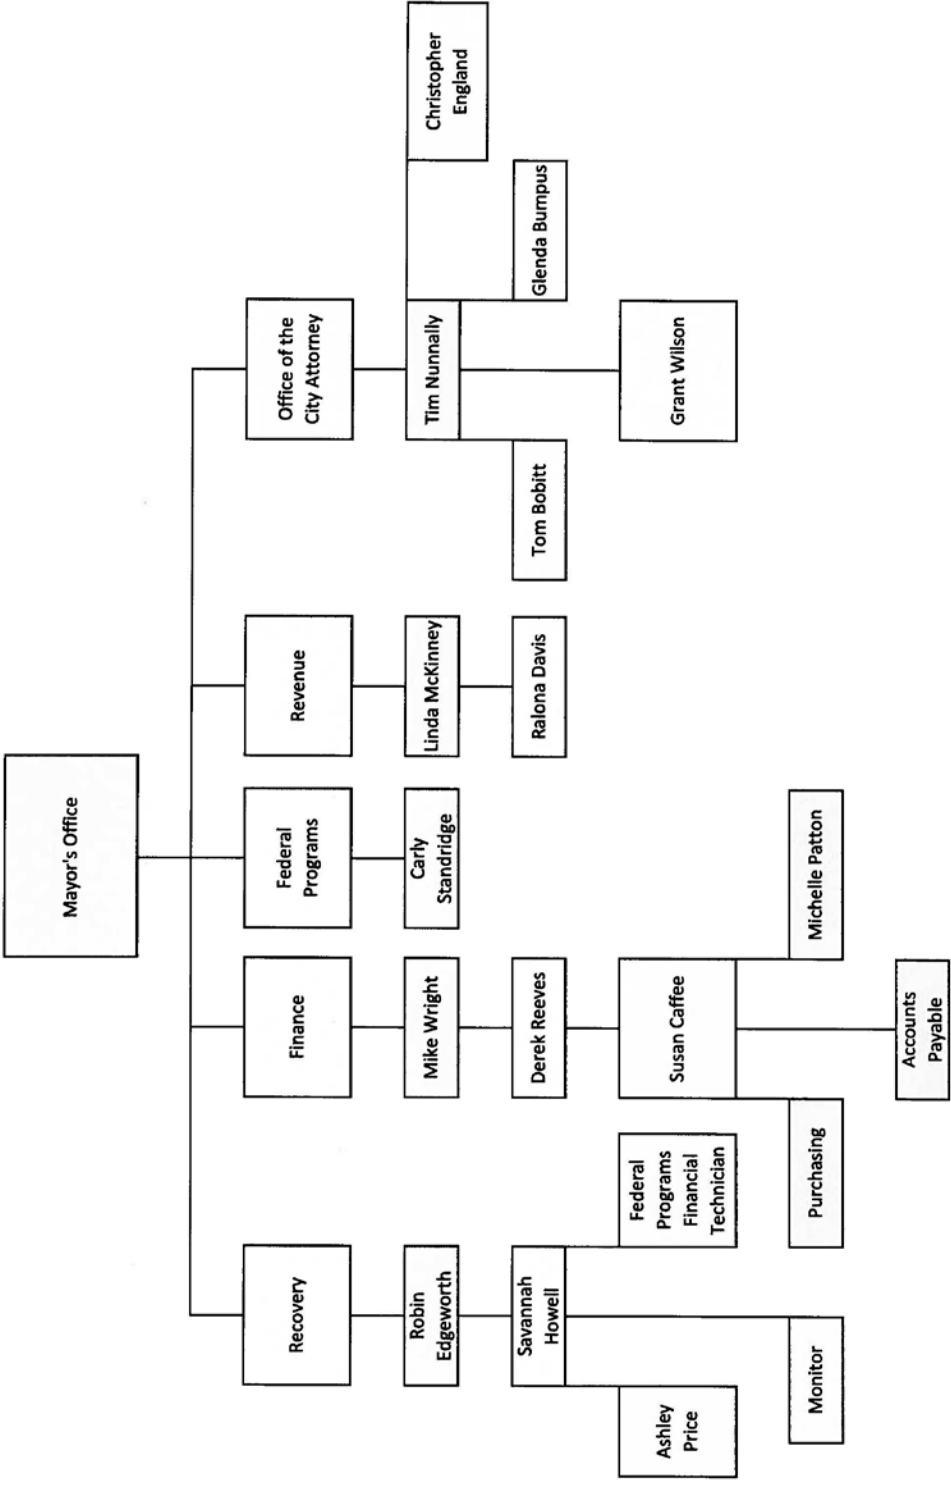 Mayor's Office
Recovery
Finance
Federal
Programs
Revenue
Office of the
City Attorney
Robin
Edgeworth
Mike Wright
Carly
Standridge
Linda McKinney
Tim Nunnally
Christopher
England
Savannah
Howell
Derek Reeves
Ralona Davis
Tom Bobitt
Glenda Bumpus
Ashley
Price
Federal
Programs
Financial
Technician
Susan Caffee
Grant Wilson
Monitor
Purchasing
Michelle Patton
Accounts
Payable